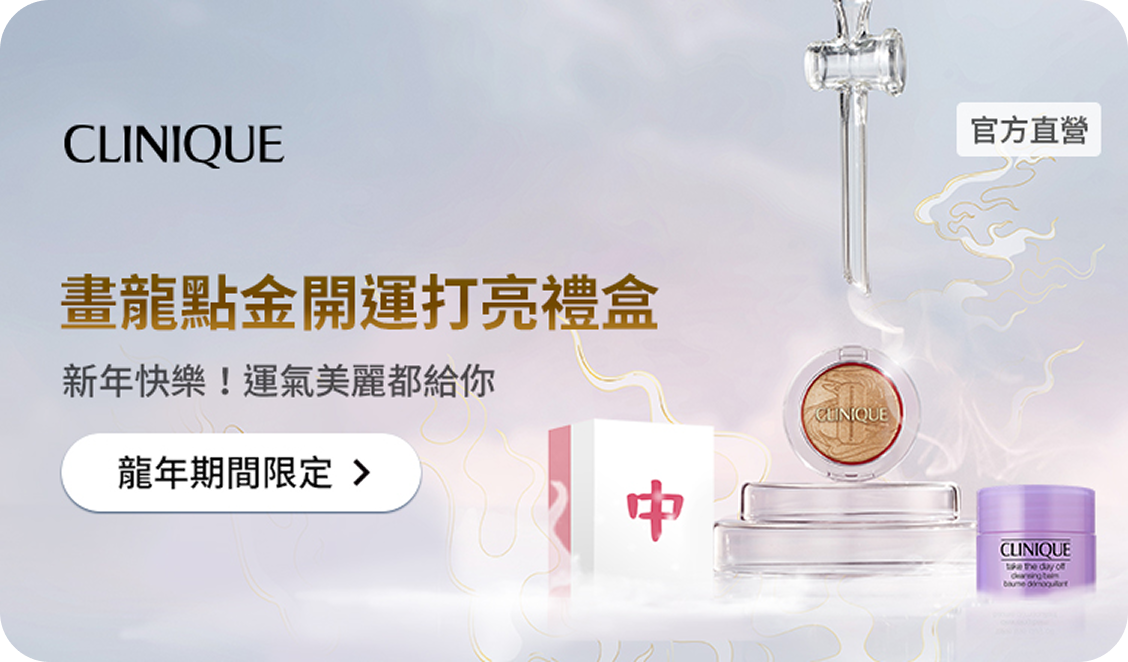 CLINIQUE
官方直營
畫龍點金開運打亮禮盒
新年快樂！運氣美麗都給你
龍年期間限定
CLINIQUE
中
CLINIQUE
take the day off
cleansing balm
baume démaquillant